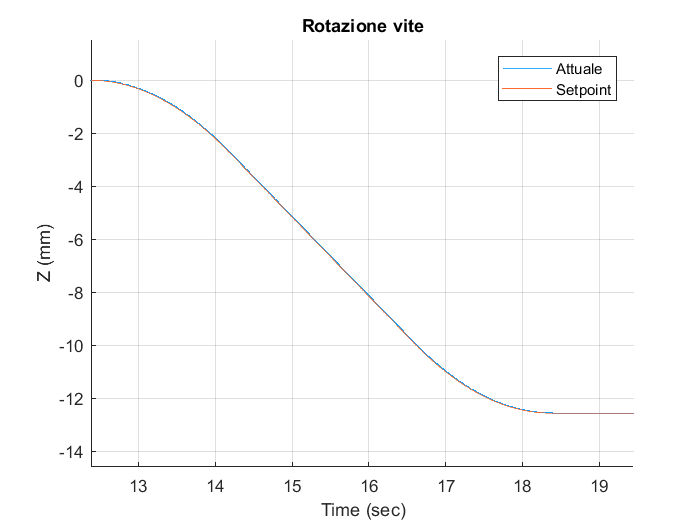 Rotazione vite
Attuale
Setpoint
0
-2
-4
-6
-8
-10
-12
-14
Z (mm)
13 14 15 16 17 18 19
Time (sec)